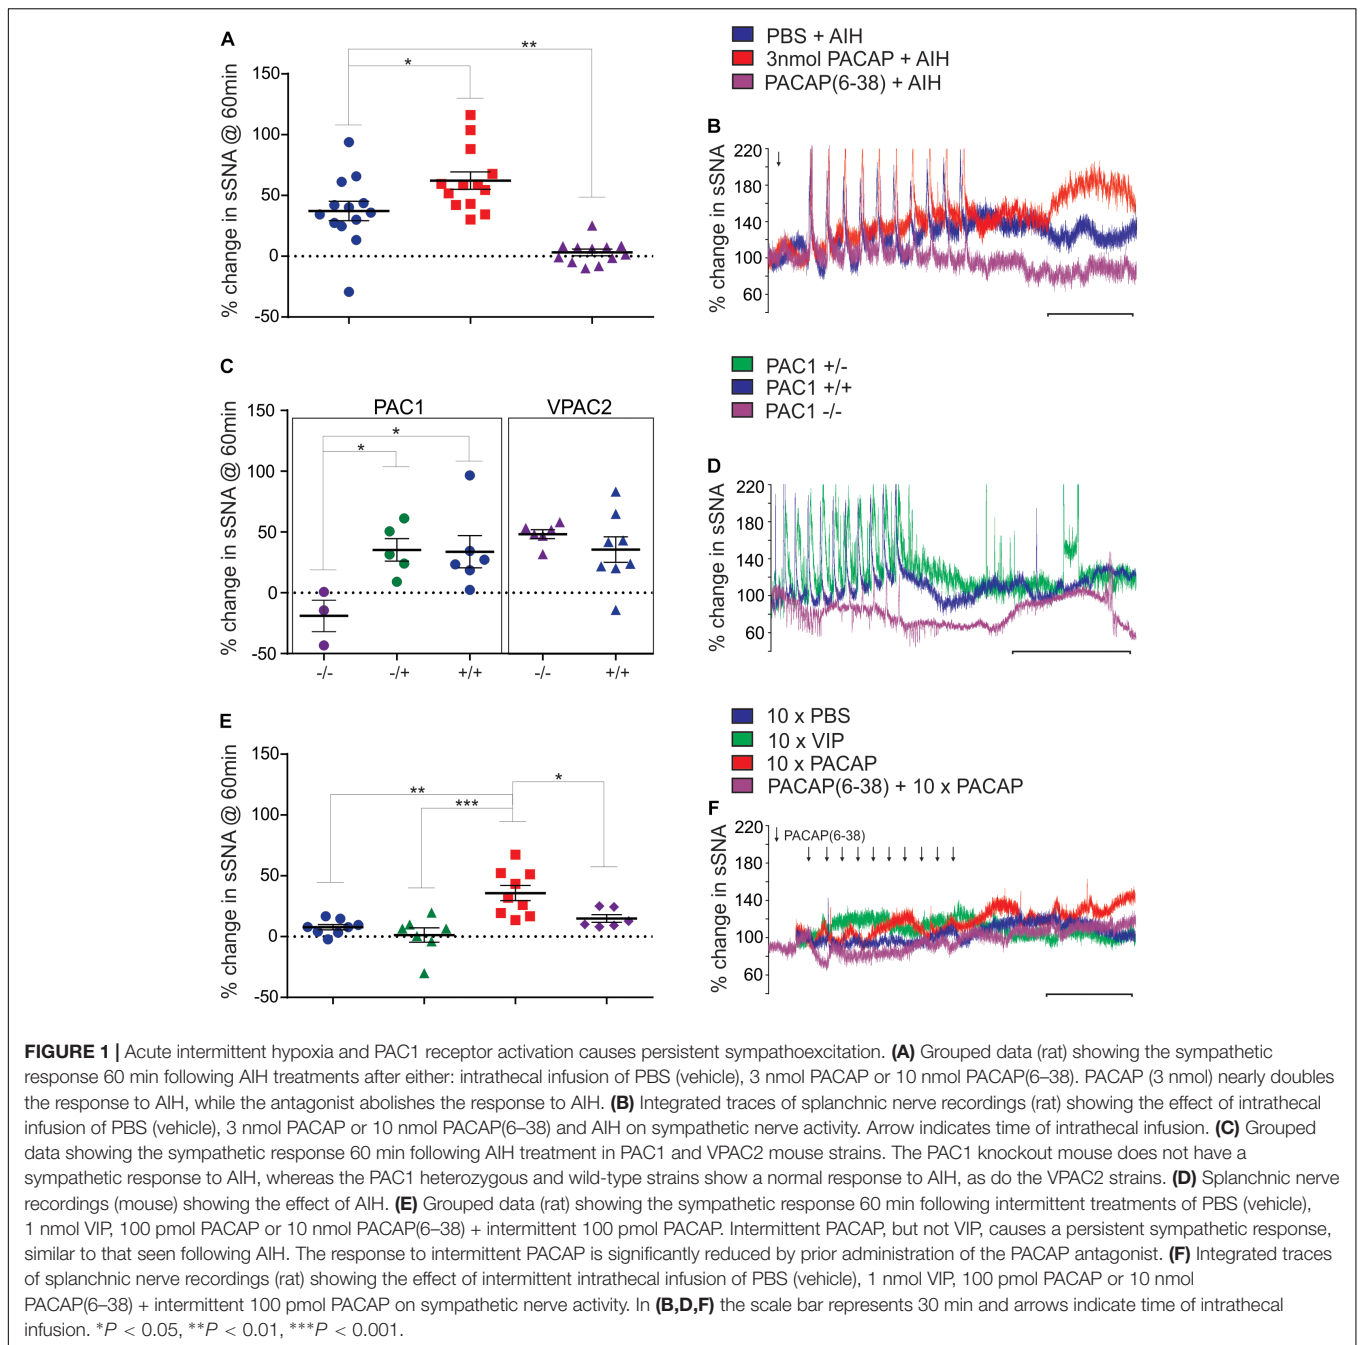 A
PBS + AIH
3nmol PACAP + AIH
PACAP(6-38) + AIH
**
*
150
100
50
0
-50
% change in sSNA @ 60min
B
220
180
140
100
60
% change in sSNA
C
PAC1 +/-
PAC1 +/+
PAC1 -/-
PAC1
VPAC2
*
*
150
100
50
0
-50
% change in sSNA @ 60min
-/-
-/+
+/+
-/-
+/+
D
220
180
140
100
60
% change in sSNA
E
10 x PBS
10 x VIP
10 x PACAP
PACAP(6-38) + 10 x PACAP
**
***
*
150
100
50
0
-50
% change in sSNA @ 60min
F
PACAP(6-38)
220
180
140
100
60
% change in sSNA
FIGURE 1 | Acute intermittent hypoxia and PAC1 receptor activation causes persistent sympathoexcitation. (A) Grouped data (rat) showing the sympathetic
response 60 min following AIH treatments after either: intrathecal infusion of PBS (vehicle), 3 nmol PACAP or 10 nmol PACAP(6–38). PACAP (3 nmol) nearly doubles
the response to AIH, while the antagonist abolishes the response to AIH. (B) Integrated traces of splanchnic nerve recordings (rat) showing the effect of intrathecal
infusion of PBS (vehicle), 3 nmol PACAP or 10 nmol PACAP(6–38) and AIH on sympathetic nerve activity. Arrow indicates time of intrathecal infusion. (C) Grouped
data showing the sympathetic response 60 min following AIH treatment in PAC1 and VPAC2 mouse strains. The PAC1 knockout mouse does not have a
sympathetic response to AIH, whereas the PAC1 heterozygous and wild-type strains show a normal response to AIH, as do the VPAC2 strains. (D) Splanchnic nerve
recordings (mouse) showing the effect of AIH. (E) Grouped data (rat) showing the sympathetic response 60 min following intermittent treatments of PBS (vehicle),
1 nmol VIP, 100 pmol PACAP or 10 nmol PACAP(6–38) + intermittent 100 pmol PACAP. Intermittent PACAP, but not VIP, causes a persistent sympathetic response,
similar to that seen following AIH. The response to intermittent PACAP is significantly reduced by prior administration of the PACAP antagonist. (F) Integrated traces
of splanchnic nerve recordings (rat) showing the effect of intermittent intrathecal infusion of PBS (vehicle), 1 nmol VIP, 100 pmol PACAP or 10 nmol
PACAP(6–38) + intermittent 100 pmol PACAP on sympathetic nerve activity. In (B,D,F) the scale bar represents 30 min and arrows indicate time of intrathecal
infusion. *P < 0.05, **P < 0.01, ***P < 0.001.